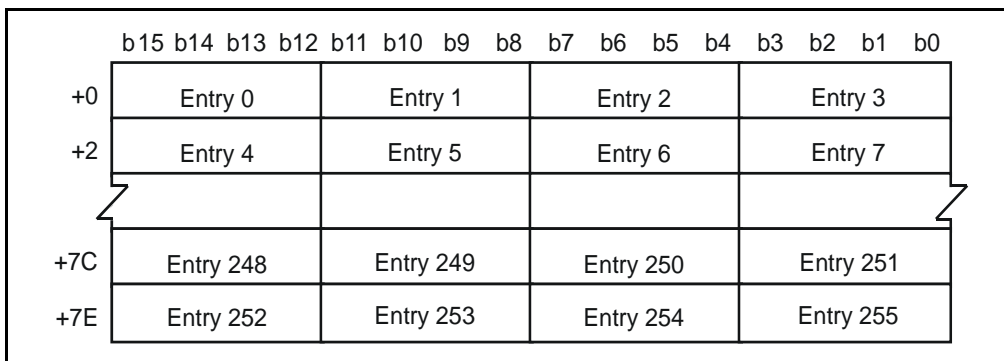 b15 b14 b13 b12 b11 b10 b9 b8 b7 b6 b5 b4 b3 b2 b1 b0
+0 Entry 0 Entry 1 Entry 2 Entry 3
+2 Entry 4 Entry 5 Entry 6 Entry 7
+7C Entry 248 Entry 249 Entry 250 Entry 251
+7E Entry 252 Entry 253 Entry 254 Entry 255